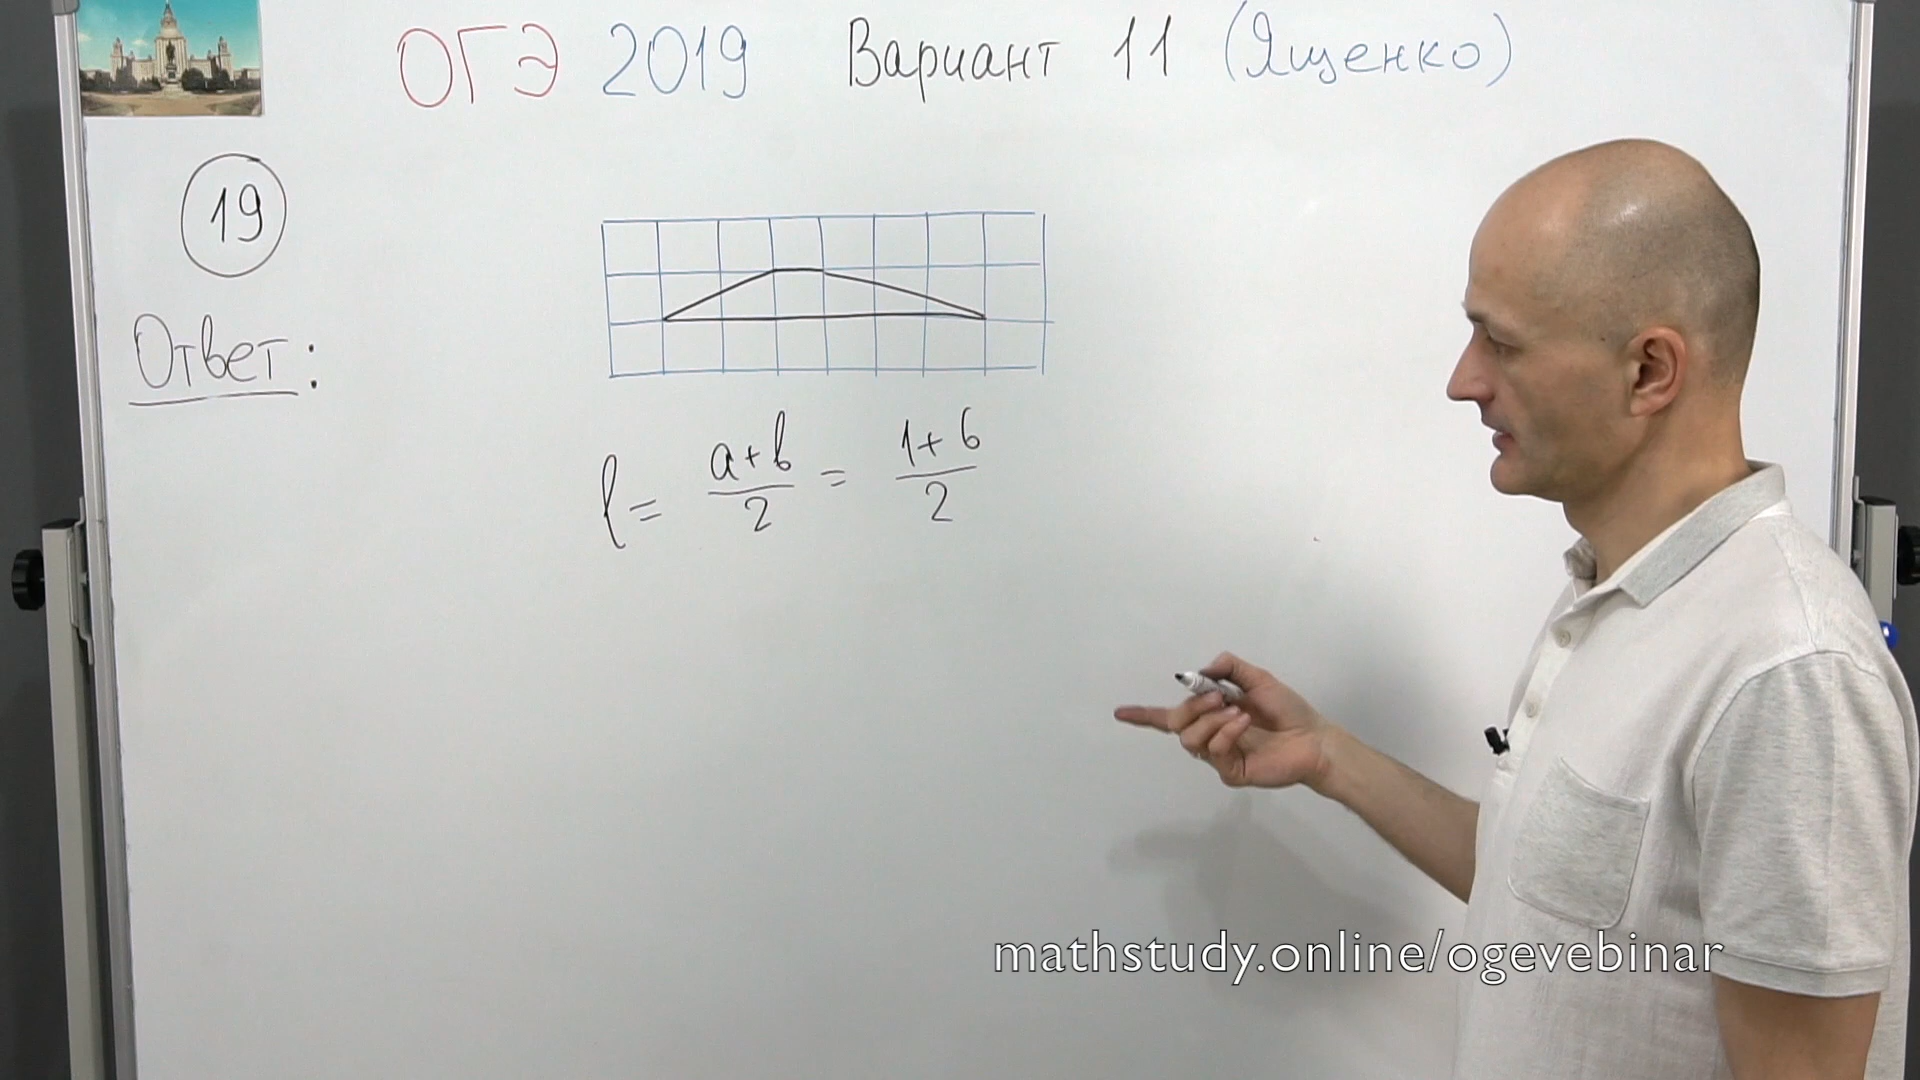 ОГЭ 2019 Вариант 11 (Ященко)
19
Ответ:
l = a+b/2 = 1+6/2
mathstudy.online/ogevebinar